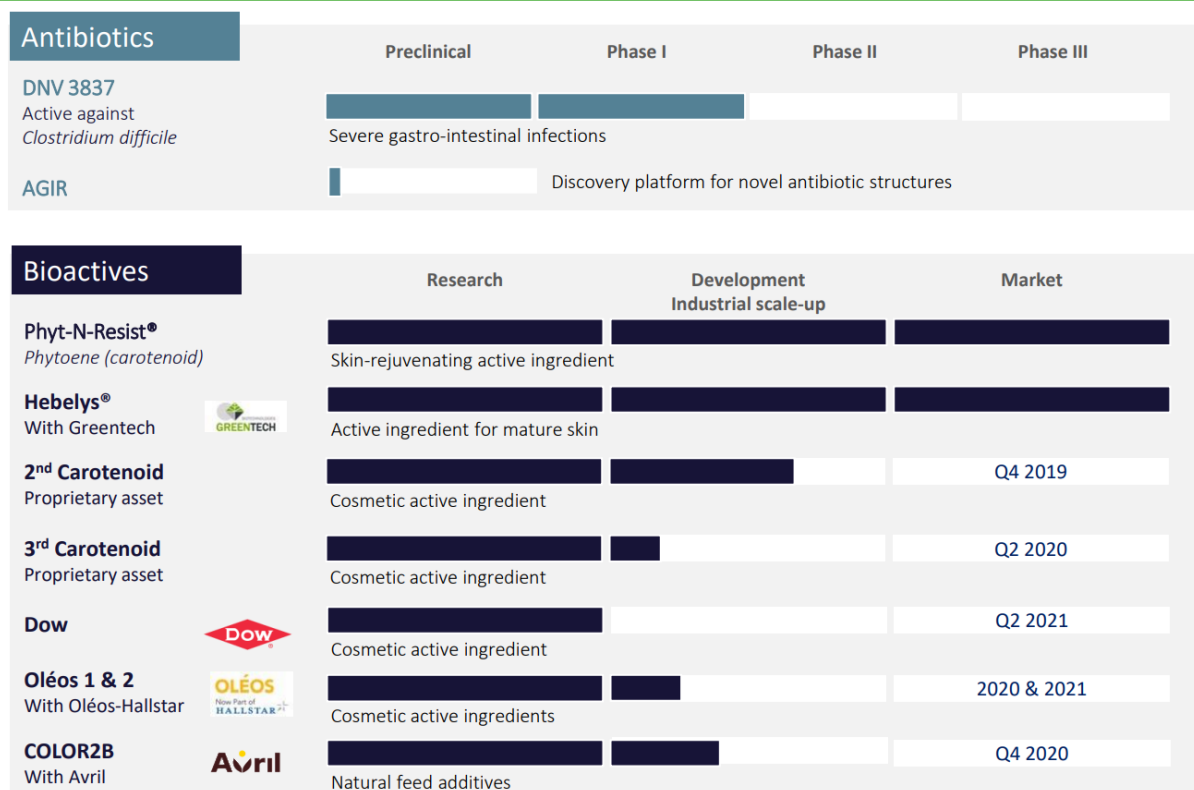 Antibiotics
Preclinical Phase I Phase II Phase III
DNV 3837
Active against
Clostridium difficile
Severe gastro-intestinal infections
AGIR
Discovery platform for novel antibiotic structures
Bioactives
Research Development Market
Industrial scale-up
Phyt-N-Resist®
Phytoene (carotenoid)
Skin-rejuvenating active ingredient
Hebelys®
With Greentech
GREENTECH
Active ingredient for mature skin
2nd Carotenoid
Proprietary asset
Q4 2019
Cosmetic active ingredient
3rd Carotenoid
Proprietary asset
Q2 2020
Cosmetic active ingredient
Dow
DOW
Q2 2021
Cosmetic active ingredient
Oléos 1 & 2
With Oléos-Hallstar
OLÉOS
Now Part of
HALLSTAR
2020 & 2021
Cosmetic active ingredients
COLOR2B
With Avril
Avril
Q4 2020
Natural feed additives